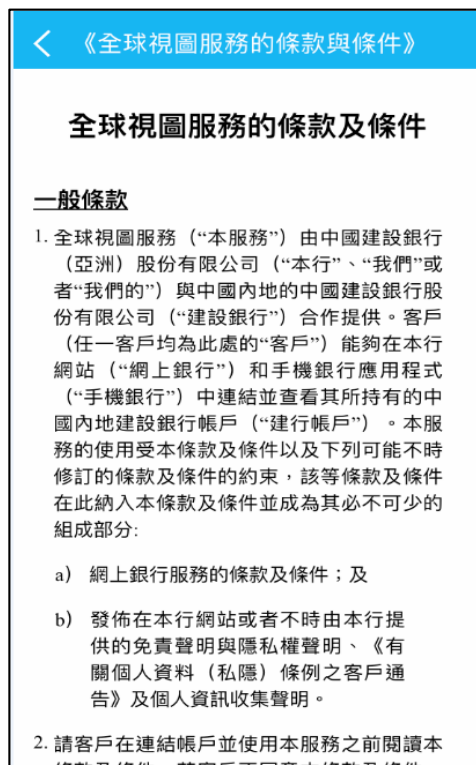 《全球視圖服務的條款與條件》
全球視圖服務的條款及條件
一般條款
1. 全球視圖服務（“本服務”）由中國建設銀行
（亞洲）股份有限公司（“本行”、“我們”或
者“我們的”）與中國內地的中國建設銀行股
份有限公司（“建設銀行”）合作提供。客戶
（任一客戶均為此處的“客戶”）能夠在本行
網站（“網上銀行”）和手機銀行應用程式
（“手機銀行”）中連結並查看其所持有的中
國內地建設銀行帳戶（“建行帳戶”）。本服
務的使用受本條款及條件以及下列可能不時
修訂的條款及條件的約束，該等條款及條件
在此納入本條款及條件並成為其必不可少的
組成部分:
a) 網上銀行服務的條款及條件；及
b) 發佈在本行網站或者不時由本行提
供的免責聲明與隱私權聲明、《有
關個人資料（私隱）條例之客戶通
告》及個人資訊收集聲明。
2. 請客戶在連結帳戶並使用本服務之前閱讀本